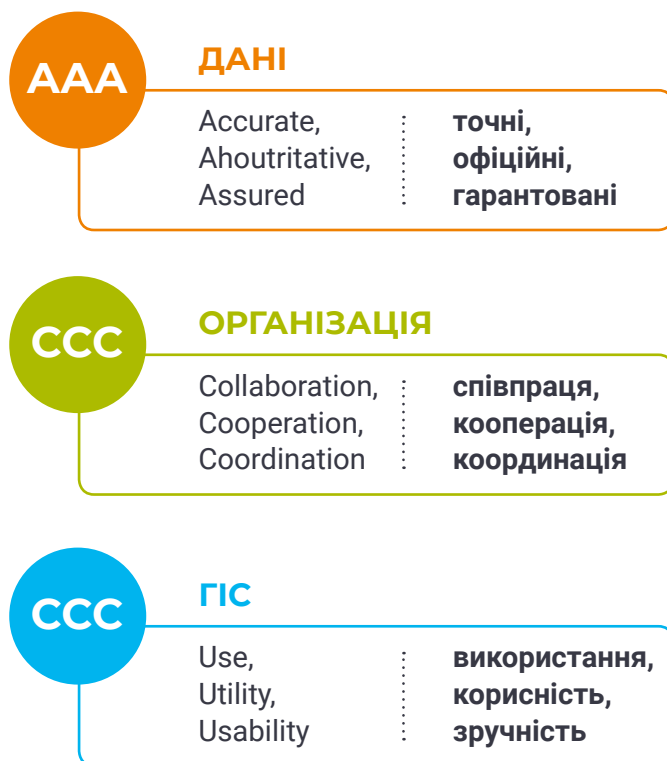 AAA
ДАНІ
Accurate, точні,
Ahoutritative, офіційні,
Assured гарантовані
CCC
ОРГАНІЗАЦІЯ
Collaboration, співпраця,
Cooperation, кооперація,
Coordination координація
CCC
ГІС
Use, використання,
Utility, корисність,
Usability зручність